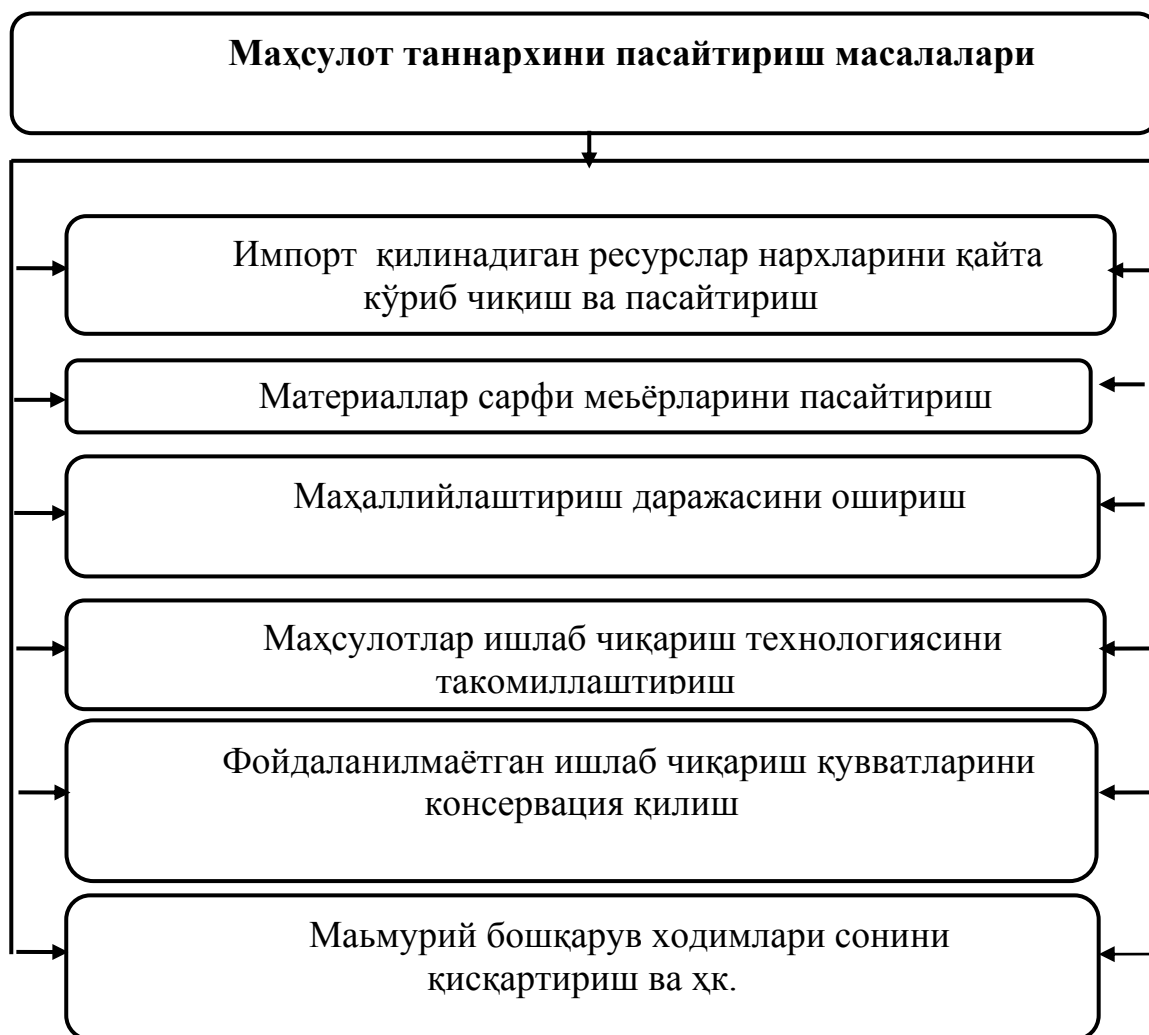 Маҳсулот таннархини пасайтириш масалалари
Импорт қилинадиган ресурслар нархларини қайта
кўриб чиқиш ва пасайтириш
Материаллар сарфи меьёрларини пасайтириш
Маҳаллийлаштириш даражасини ошириш
Маҳсулотлар ишлаб чиқариш технологиясини
такомиллаштириш
Фойдаланилмаётган ишлаб чиқариш қувватларини
консервация қилиш
Маьмурий бошқарув ходимлари сонини
қисқартириш ва ҳк.